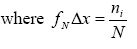 where f_N Δx = n_i / N